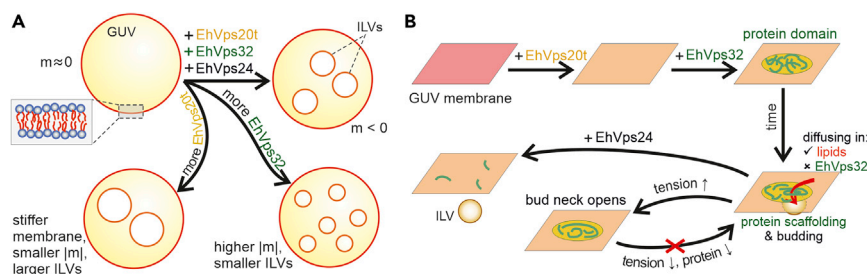 A
GUV
m≈0
+ EhVps20t
+ EhVps32
+ EhVps24
ILVs
m < 0
more EhVps20t
more EhVps32
stiffer
membrane,
smaller |m|,
larger ILVs
higher |m|,
smaller ILVs
B
+ EhVps20t
+ EhVps32
protein domain
GUV membrane
time
diffusing in:
✓ lipids
× EhVps32
+ EhVps24
ILV
bud neck opens
tension ↑
tension ↓, protein ↓
protein scaffolding
& budding